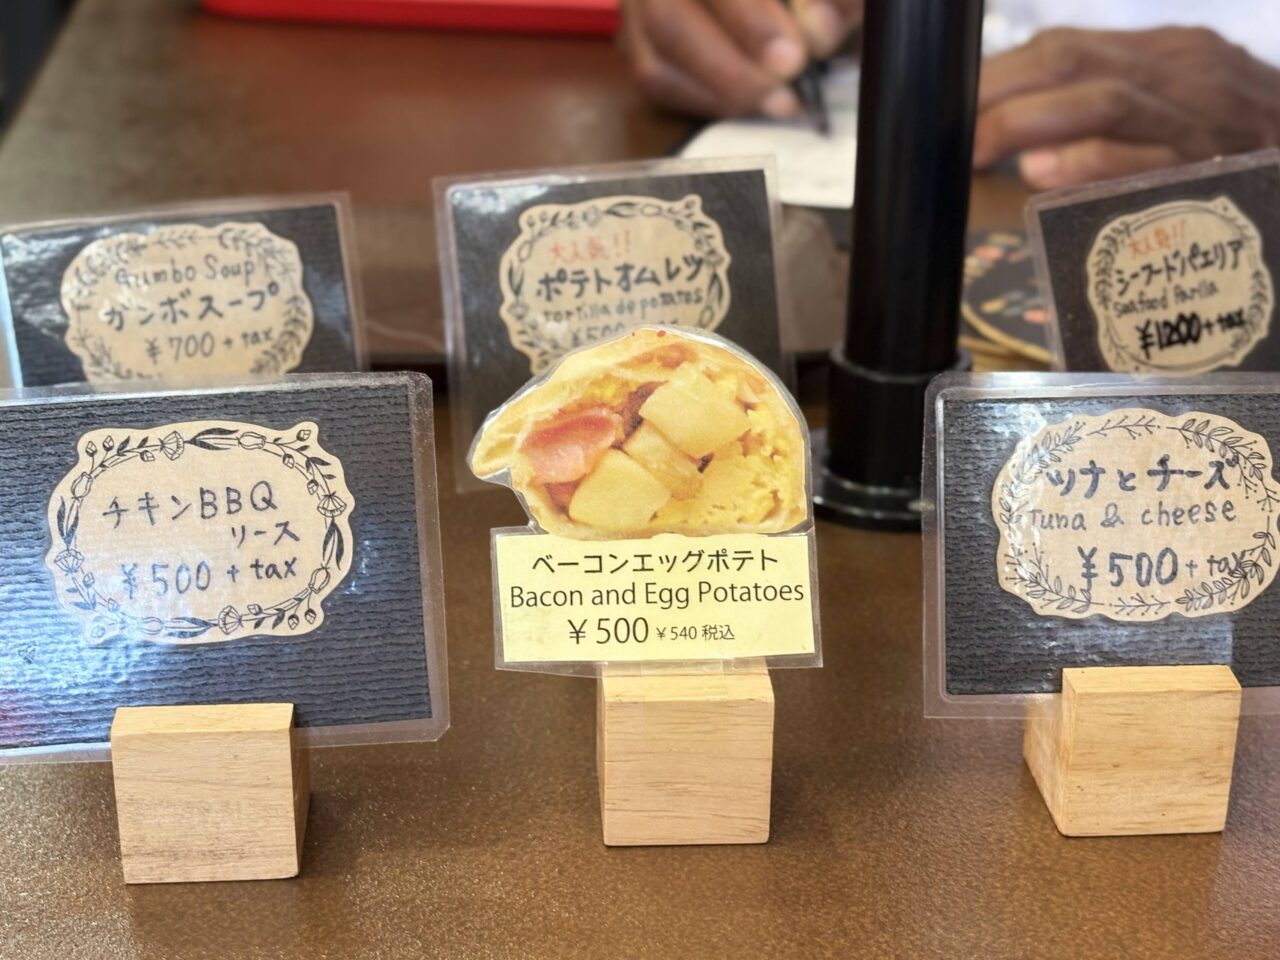 Gumbo Soup
ガンボスープ
¥700+tax
大人気!!
ポテトオムレツ
tortilla de potatos
¥500
大人気!!
シーフードパエリア
Seafood Parilla
¥1200+tax
チキンBBQ
リース
¥500+tax
ベーコンエッグポテト
Bacon and Egg Potatoes
¥500 ¥540 税込
ツナとチーズ
Tuna & cheese
¥500+tax